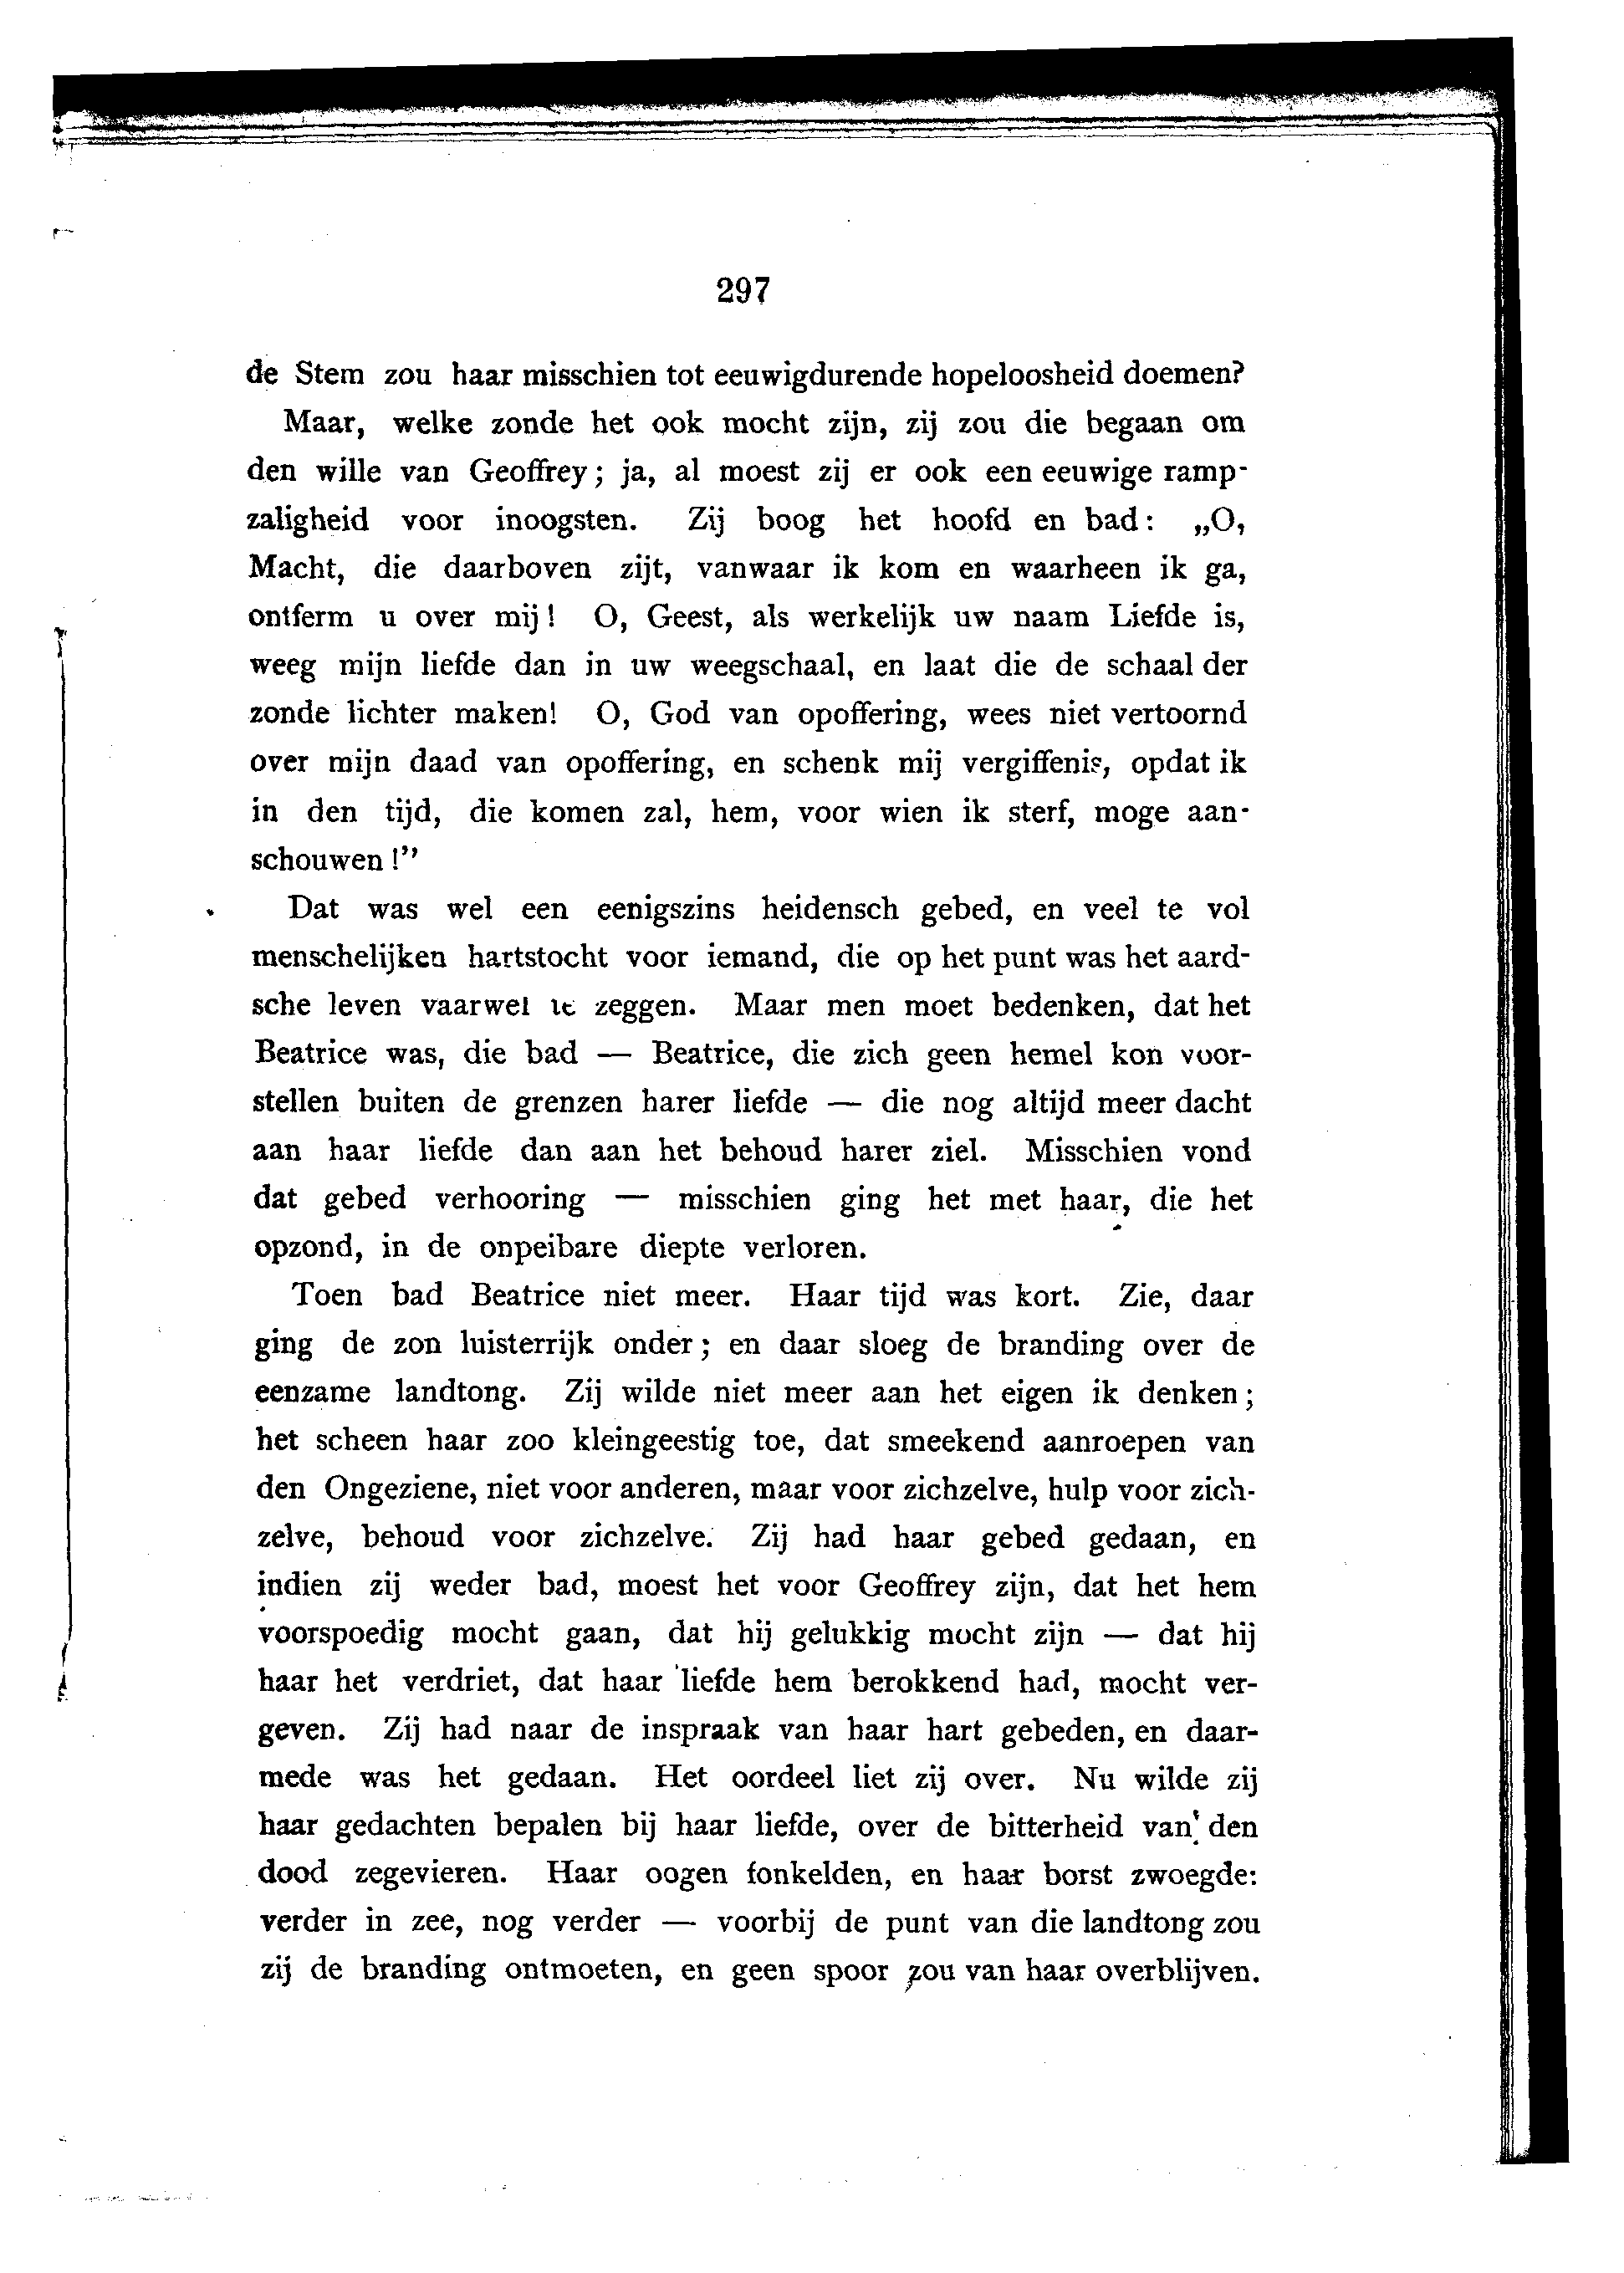 297
de Stem zou haar misschien tot eeuwigdurende hopeloosheid doemen?
Maar, welke zonde het ook mocht zijn, zij zou die begaan om
den wille van Geoffrey; ja, al moest zij er ook een eeuwige ramp-
zaligheid voor inoogsten. Zij boog het hoofd en bad: „O,
Macht, die daarboven zijt, vanwaar ik kom en waarheen ik ga,
ontferm u over mij! O, Geest, als werkelijk uw naam Liefde is,
weeg mijn liefde dan in uw weegschaal, en laat die de schaal der
zonde lichter maken! O, God van opoffering, wees niet vertoornd
over mijn daad van opoffering, en schenk mij vergiffenis, opdat ik
in den tijd, die komen zal, hem, voor wien ik sterf, moge aan-
schouwen!”
Dat was wel een eenigszins heidensch gebed, en veel te vol
menschelijken hartstocht voor iemand, die op het punt was het aard-
sche leven vaarwel te zeggen. Maar men moet bedenken, dat het
Beatrice was, die bad — Beatrice, die zich geen hemel kon voor-
stellen buiten de grenzen harer liefde — die nog altijd meer dacht
aan haar liefde dan aan het behoud harer ziel. Misschien vond
dat gebed verhooring — misschien ging het met haar, die het
opzond, in de onpeibare diepte verloren.
Toen bad Beatrice niet meer. Haar tijd was kort. Zie, daar
ging de zon luisterrijk onder; en daar sloeg de branding over de
eenzame landtong. Zij wilde niet meer aan het eigen ik denken;
het scheen haar zoo kleingeestig toe, dat smeekend aanroepen van
den Ongeziene, niet voor anderen, maar voor zichzelve, hulp voor zich-
zelve, behoud voor zichzelve. Zij had haar gebed gedaan, en
indien zij weder bad, moest het voor Geoffrey zijn, dat het hem
voorspoedig mocht gaan, dat hij gelukkig mocht zijn — dat hij
haar het verdriet, dat haar liefde hem berokkend had, mocht ver-
geven. Zij had naar de inspraak van haar hart gebeden, en daar-
mede was het gedaan. Het oordeel liet zij over. Nu wilde zij
haar gedachten bepalen bij haar liefde, over de bitterheid van den
dood zegevieren. Haar oogen fonkelden, en haar borst zwoegde:
verder in zee, nog verder — voorbij de punt van die landtong zou
zij de branding ontmoeten, en geen spoor zou van haar overblijven.